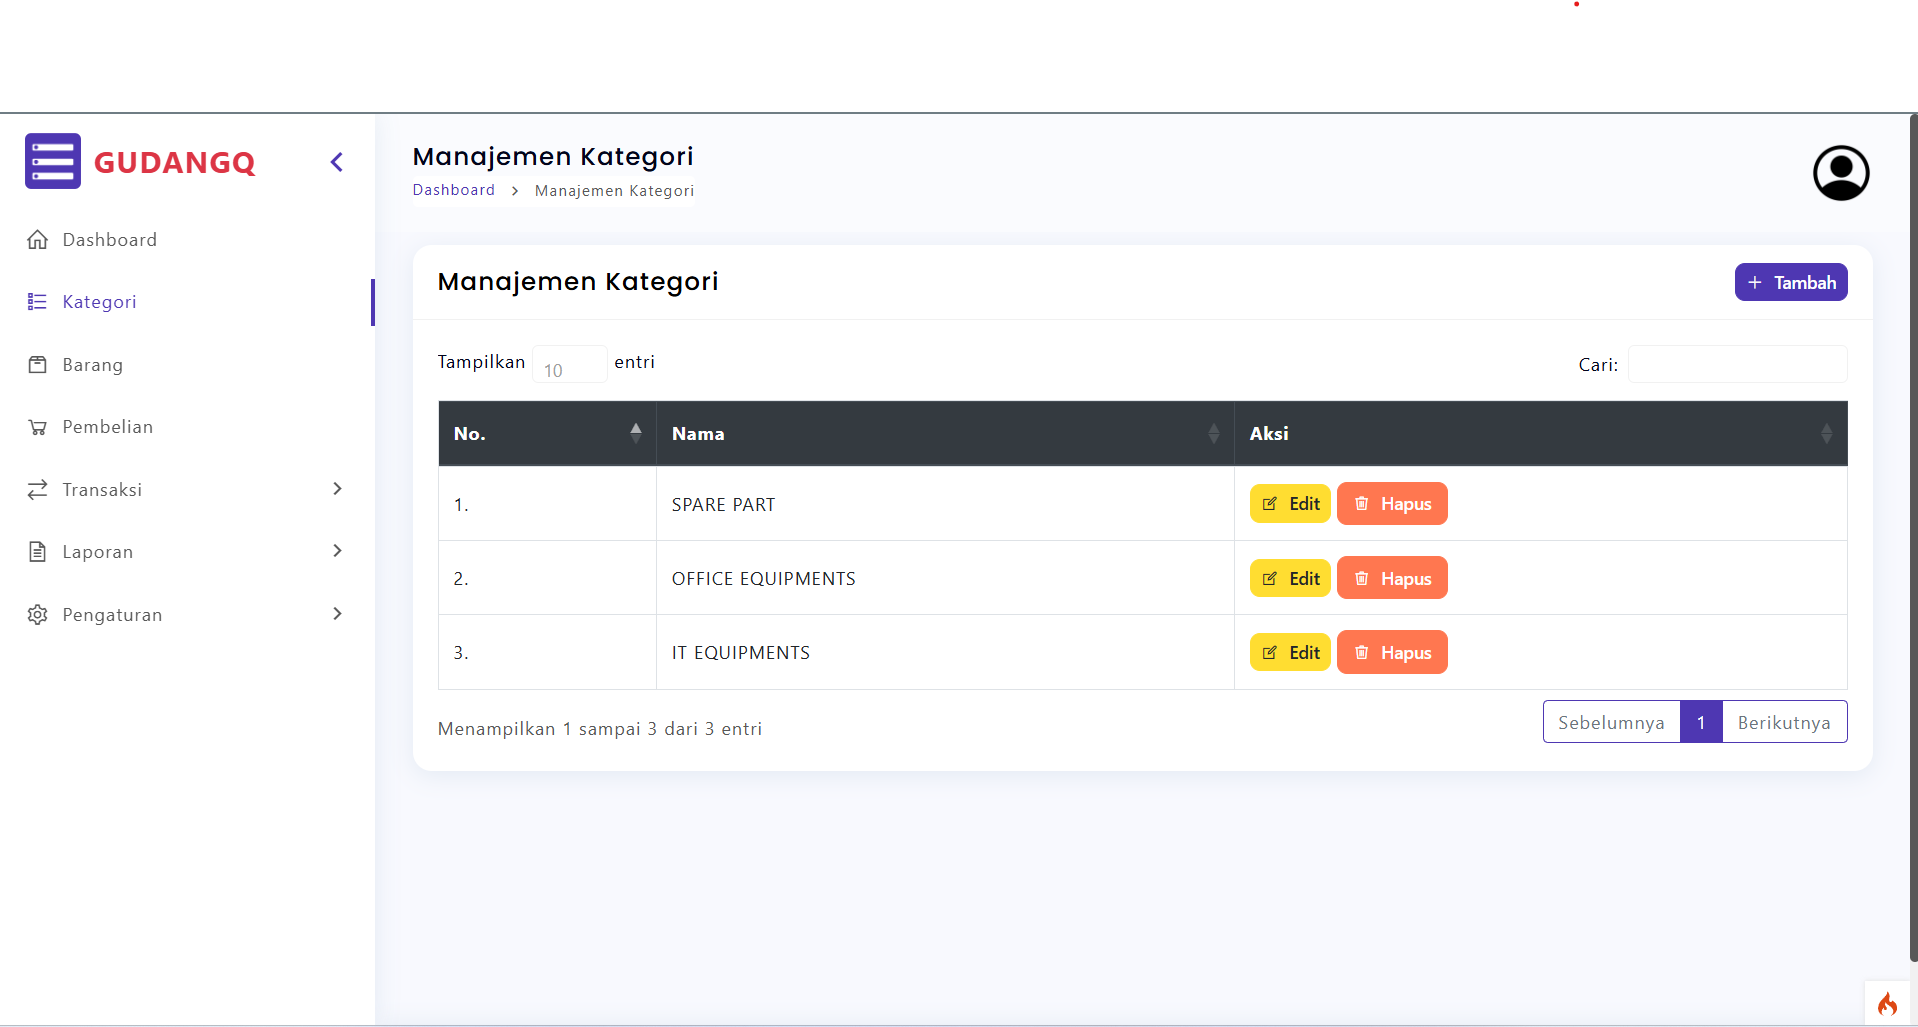 GUDANGQ
Dashboard
Kategori
Barang
Pembelian
Transaksi
Laporan
Pengaturan
Manajemen Kategori
Dashboard > Manajemen Kategori
Manajemen Kategori
+ Tambah
Tampilkan 10 entri
Cari:
No. Nama Aksi
1. SPARE PART Edit Hapus
2. OFFICE EQUIPMENTS Edit Hapus
3. IT EQUIPMENTS Edit Hapus
Menampilkan 1 sampai 3 dari 3 entri
Sebelumnya 1 Berikutnya